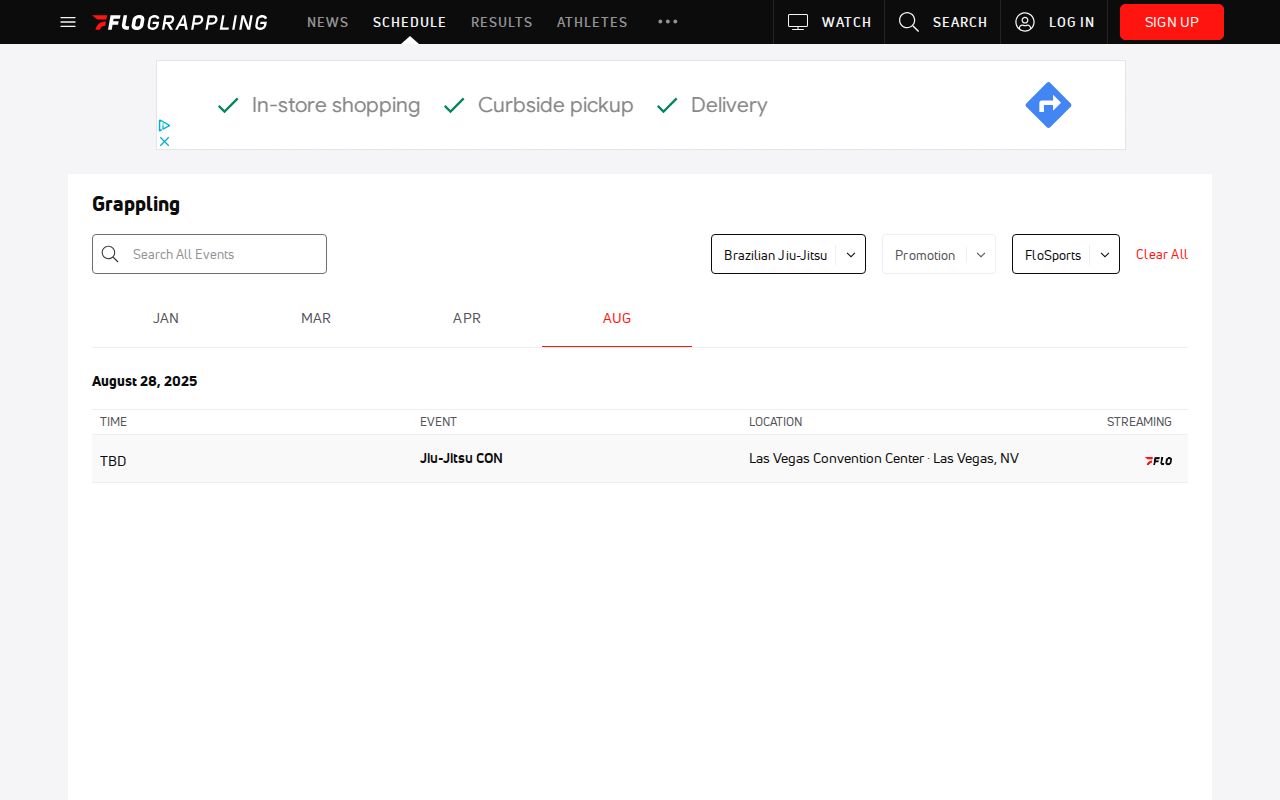 FLOGRAPPLING NEWS SCHEDULE RESULTS ATHLETES WATCH SEARCH LOG IN SIGN UP
In-store shopping Curbside pickup Delivery
Grappling
Search All Events Brazilian Jiu-Jitsu Promotion FloSports Clear All
JAN MAR APR AUG
August 28, 2025
TIME EVENT LOCATION STREAMING
TBD Jiu-Jitsu CON Las Vegas Convention Center · Las Vegas, NV FLO